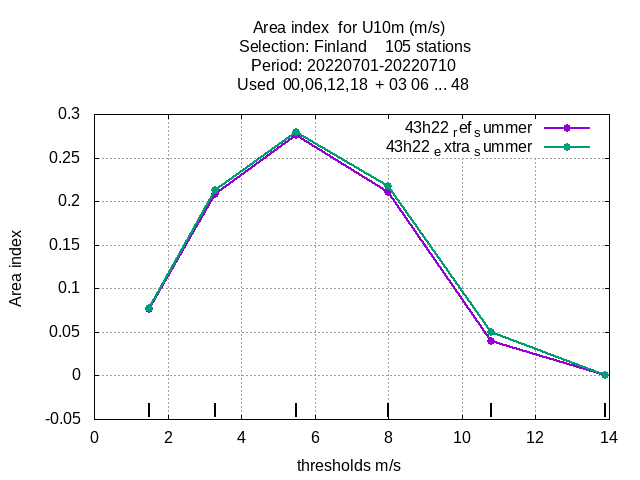 Area index for U10m (m/s)
Selection: Finland 105 stations
Period: 20220701-20220710
Used 00,06,12,18 + 03 06 ... 48
43h22 ref summer
43h22 extra summer
0.3
0.25
0.2
0.15
0.1
0.05
0
-0.05
Area index
0 2 4 6 8 10 12 14
thresholds m/s